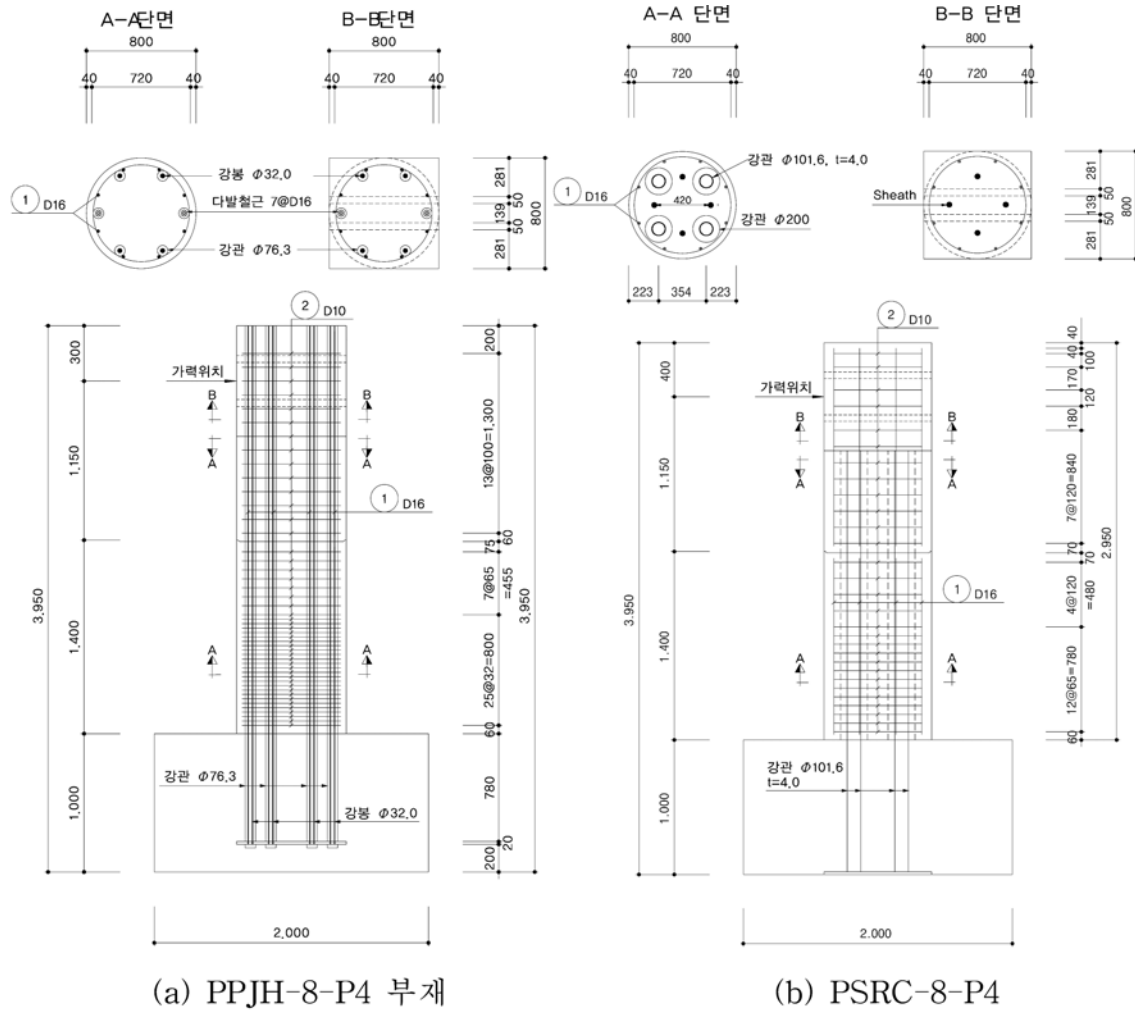 A-A단면
B-B단면
800
800
40 720 40
40 720 40
강봉 Φ32.0
1 D16
다발철근 7@D16
강관 Φ76.3
281
50
139
50
281
800
2 D10
300
1,150
1,400
1,000
3,950
가력위치
B B
A A
1 D16
A A
200
13@100=1,300
60
75
7@65
=455
25@32=800
60
780
20
200
3,950
강관 Φ76.3
강봉 Φ32.0
2,000
(a) PPJH-8-P4 부재
A-A 단면
B-B 단면
800
800
40 720 40
40 720 40
강관 Φ101.6, t=4.0
1 D16
420
강관 Φ200
Sheath
281
50
139
50
281
800
223 354 223
2 D10
400
1.150
1.400
1.000
3.950
가력위치
B B
A A
1 D16
A A
40
40
100
170
120
180
7@120=840
70
70
4@120
=480
12@65=780
60
2.950
강관 Φ101.6
t=4.0
2.000
(b) PSRC-8-P4